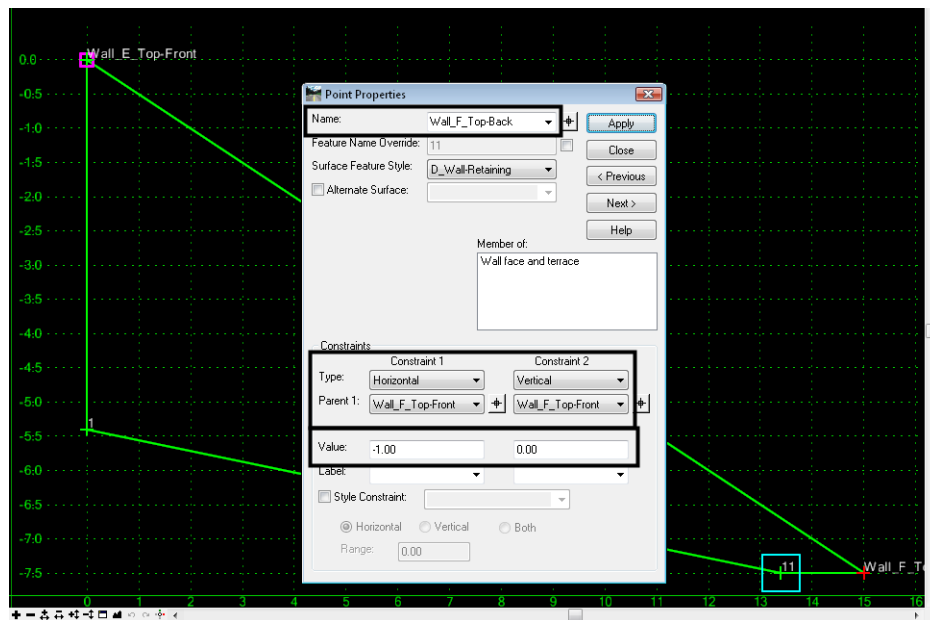 Wall_E_Top-Front
0.0
-0.5
-1.0
-1.5
-2.0
-2.5
-3.0
-3.5
-4.0
-4.5
-5.0
-5.5
-6.0
-6.5
-7.0
-7.5
1
Point Properties
Name: Wall_F_Top-Back Apply
Feature Name Override: 11 Close
Surface Feature Style: D_Wall-Retaining < Previous
Alternate Surface: Next >
Help
Member of:
Wall face and terrace
Constraints
Constraint 1 Constraint 2
Type: Horizontal Vertical
Parent 1: Wall_F_Top-Front Wall_F_Top-Front
Value: -1.00 0.00
Label:
Style Constraint:
Horizontal Vertical Both
Range: 0.00
11 Wall_F_T
0 1 2 3 4 5 6 7 8 9 10 11 12 13 14 15 16